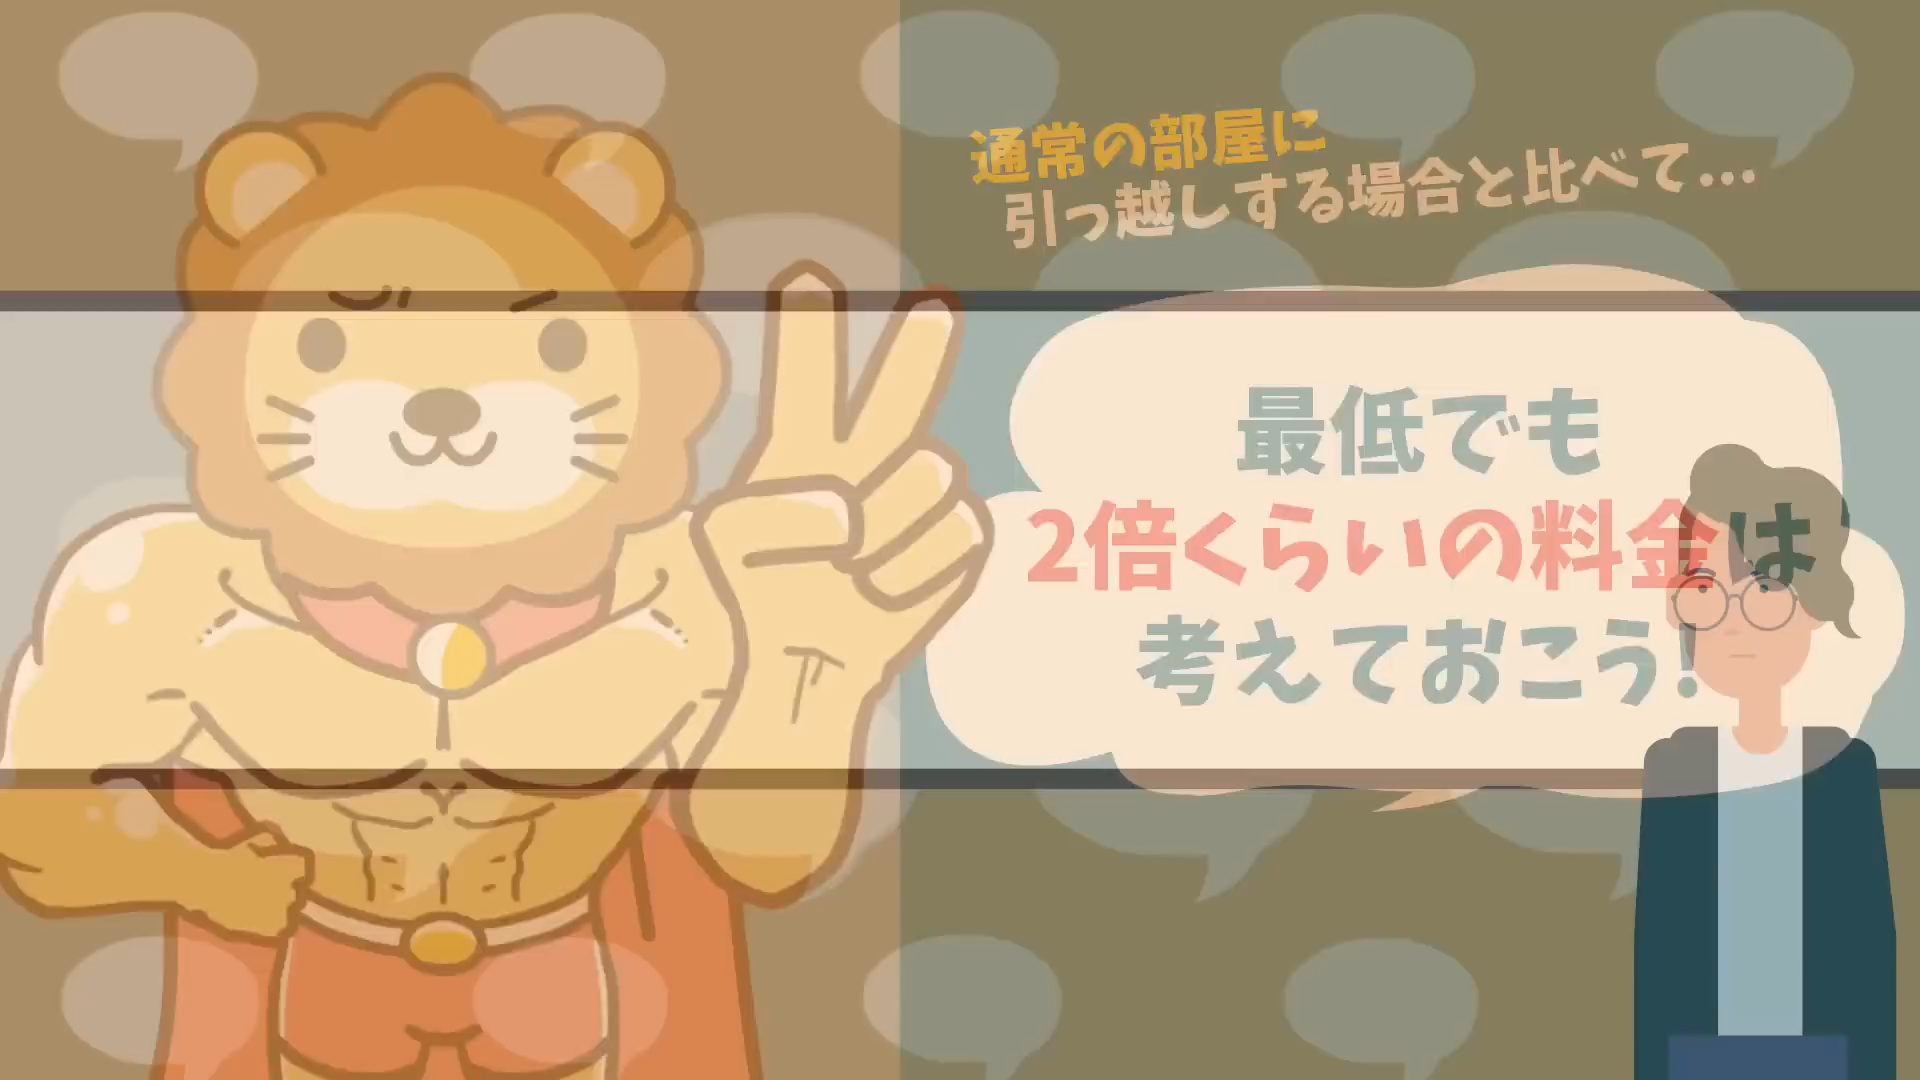 通常の部屋に
引っ越しする場合と比べて...
最低でも
2倍くらいの料金は
考えておこう!